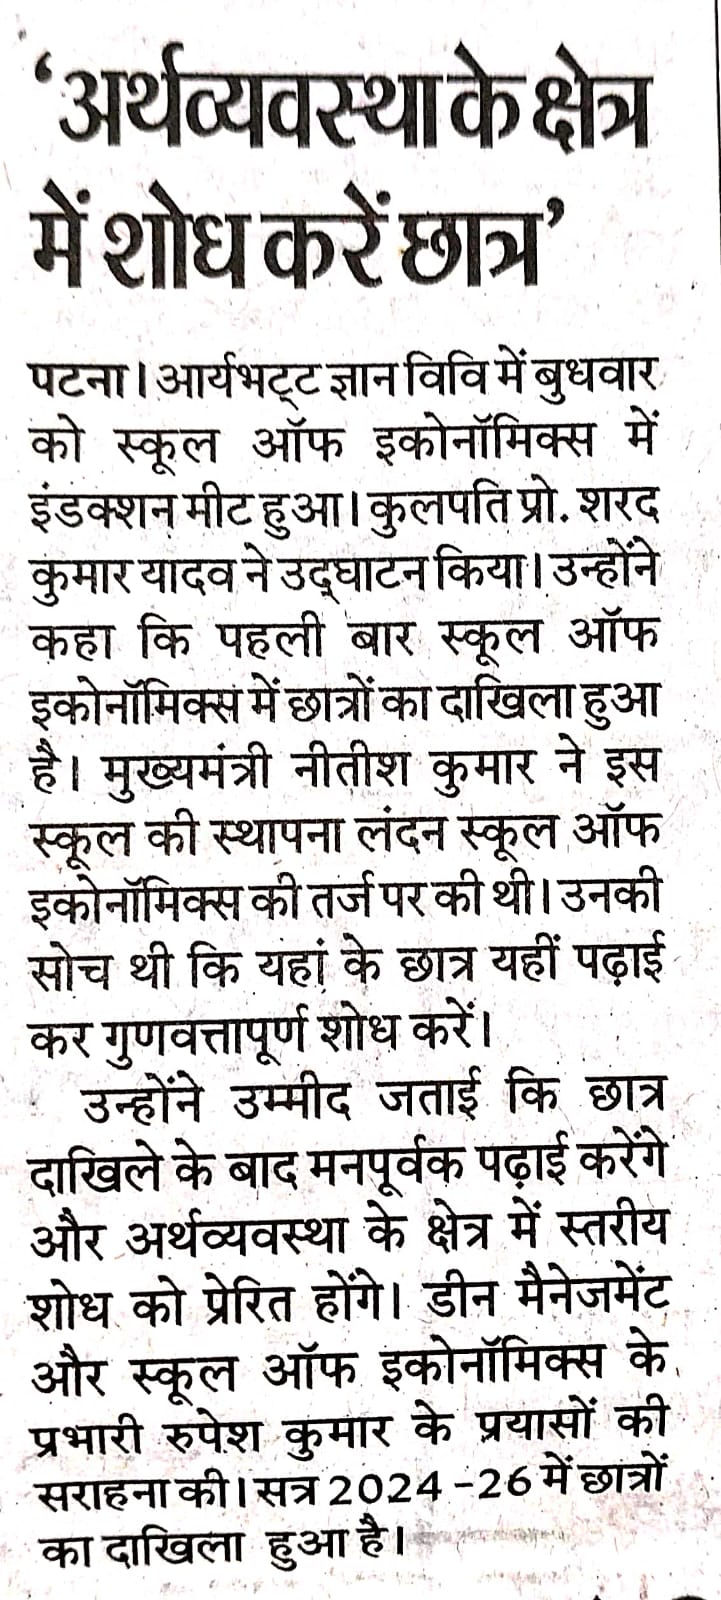 ‘अर्थव्यवस्था के क्षेत्र
में शोध करें छात्र’
पटना। आर्यभट्ट ज्ञान विवि में बुधवार
को स्कूल ऑफ इकोनॉमिक्स में
इंडक्शन मीट हुआ। कुलपति प्रो. शरद
कुमार यादव ने उद्घाटन किया। उन्होंने
कहा कि पहली बार स्कूल ऑफ
इकोनॉमिक्स में छात्रों का दाखिला हुआ
है। मुख्यमंत्री नीतीश कुमार ने इस
स्कूल की स्थापना लंदन स्कूल ऑफ
इकोनॉमिक्स की तर्ज पर की थी। उनकी
सोच थी कि यहां के छात्र यहीं पढ़ाई
कर गुणवत्तापूर्ण शोध करें।
उन्होंने उम्मीद जताई कि छात्र
दाखिले के बाद मनपूर्वक पढ़ाई करेंगे
और अर्थव्यवस्था के क्षेत्र में स्तरीय
शोध को प्रेरित होंगे। डीन मैनेजमेंट
और स्कूल ऑफ इकोनॉमिक्स के
प्रभारी रुपेश कुमार के प्रयासों की
सराहना की। सत्र 2024-26 में छात्रों
का दाखिला हुआ है।